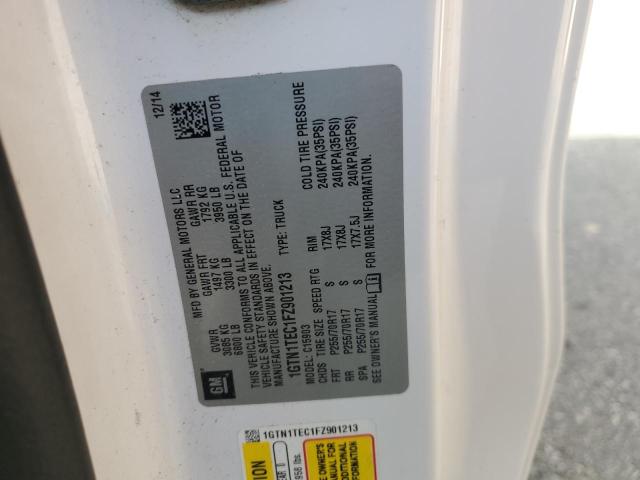 MFD BY GENERAL MOTORS LLC
12/14
GVWR GAWR FRT GAWR RR
3085 KG 1497 KG 1792 KG
6800 LB 3300 LB 3950 LB
THIS VEHICLE CONFORMS TO ALL APPLICABLE U.S. FEDERAL MOTOR
VEHICLE SAFETY STANDARDS IN EFFECT ON THE DATE OF
MANUFACTURE SHOWN ABOVE.
GM
1GTN1TEC1FZ901213 TYPE: TRUCK
MODEL: C15903
CHDS TIRE SIZE SPEED RTG RIM COLD TIRE PRESSURE
FRT P255/70R17 S 17X8J 240KPA(35PSI)
RR P255/70R17 S 17X8J 240KPA(35PSI)
SPA P255/70R17 S 17X7.5J 240KPA(35PSI)
SEE OWNER'S MANUAL FOR MORE INFORMATION.
1GTN1TEC1FZ901213